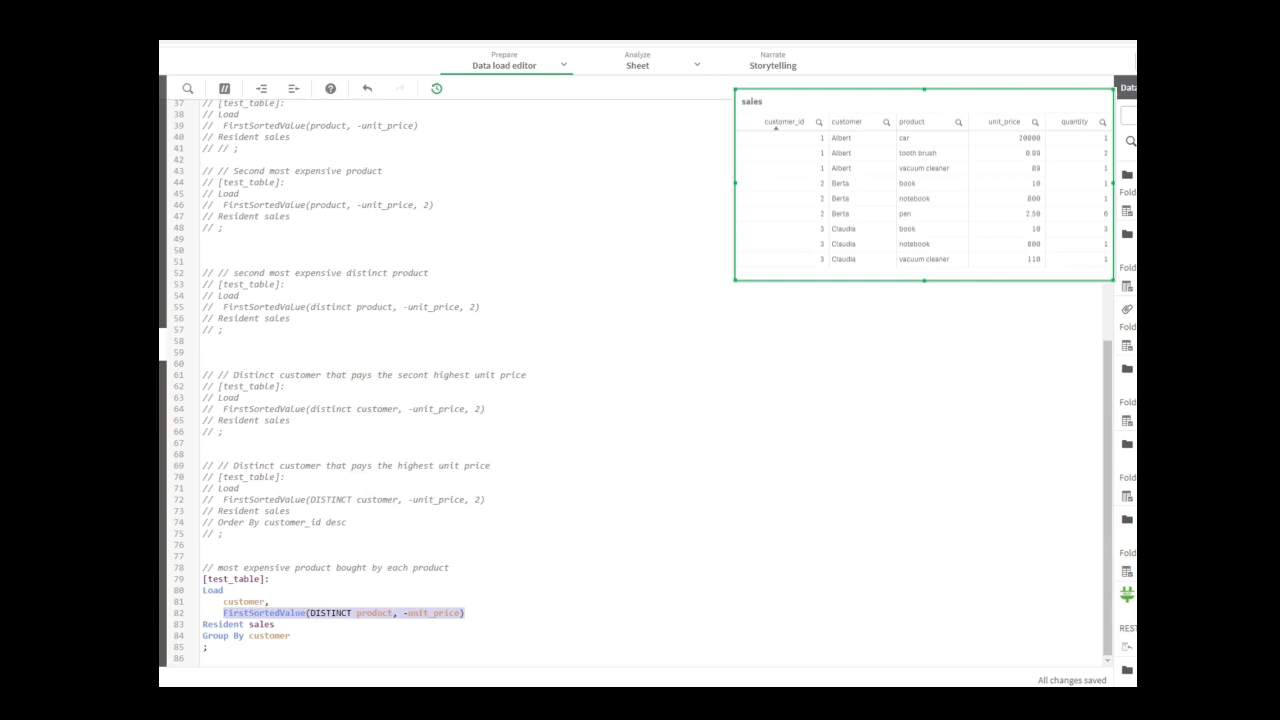 Prepare
Data load editor
Analyze
Sheet
Narrate
Storytelling
Data
37 // [test_table]:
38 // Load
39 //  FirstSortedValue(product, -unit_price)
40 // Resident sales
41 // // ;
42
43 // // Second most expensive product
44 // [test_table]:
45 // Load
46 //  FirstSortedValue(product, -unit_price, 2)
47 // Resident sales
48 // ;
49
50
51
52 // // second most expensive distinct product
53 // [test_table]:
54 // Load
55 //  FirstSortedValue(distinct product, -unit_price, 2)
56 // Resident sales
57 // ;
58
59
60
61 // // Distinct customer that pays the secont highest unit price
62 // [test_table]:
63 // Load
64 //  FirstSortedValue(distinct customer, -unit_price, 2)
65 // Resident sales
66 // ;
67
68
69 // // Distinct customer that pays the highest unit price
70 // [test_table]:
71 // Load
72 //  FirstSortedValue(DISTINCT customer, -unit_price, 2)
73 // Resident sales
74 // Order By customer_id desc
75 // ;
76
77
78 // most expensive product bought by each product
79 [test_table]:
80 Load
81 customer,
82 FirstSortedValue(DISTINCT product, -unit_price)
83 Resident sales
84 Group By customer
85 ;
86
sales
customer_id customer product unit_price quantity
1 Albert car 20000 1
1 Albert tooth brush 0.99 2
1 Albert vacuum cleaner 89 1
2 Berta book 10 1
2 Berta notebook 800 1
2 Berta pen 2.50 6
3 Claudia book 10 3
3 Claudia notebook 800 1
3 Claudia vacuum cleaner 110 1
Fold
Fold
Fold
Fold
Fold
Fold
REST
All changes saved